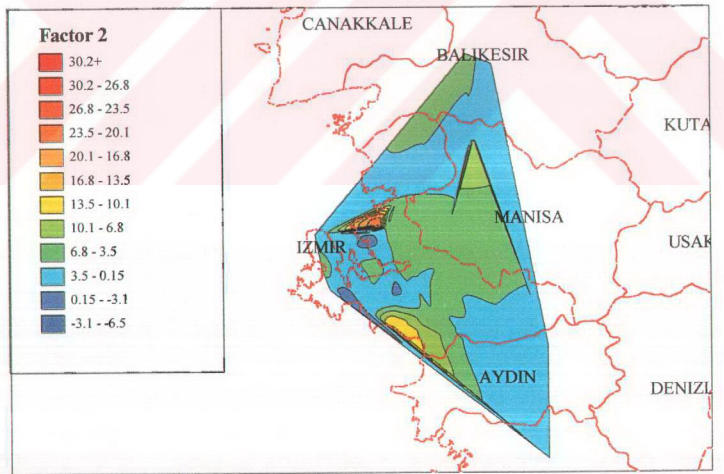 CANAKKALE
Factor 2
BALIKESIR
30.2+
30.2 - 26.8
26.8 - 23.5
23.5 - 20.1
20.1 - 16.8
16.8 - 13.5
13.5 - 10.1
10.1 - 6.8
6.8 - 3.5
3.5 - 0.15
0.15 - -3.1
-3.1 - -6.5
KUTA
MANISA
IZMIR
USAK
AYDIN
DENIZL